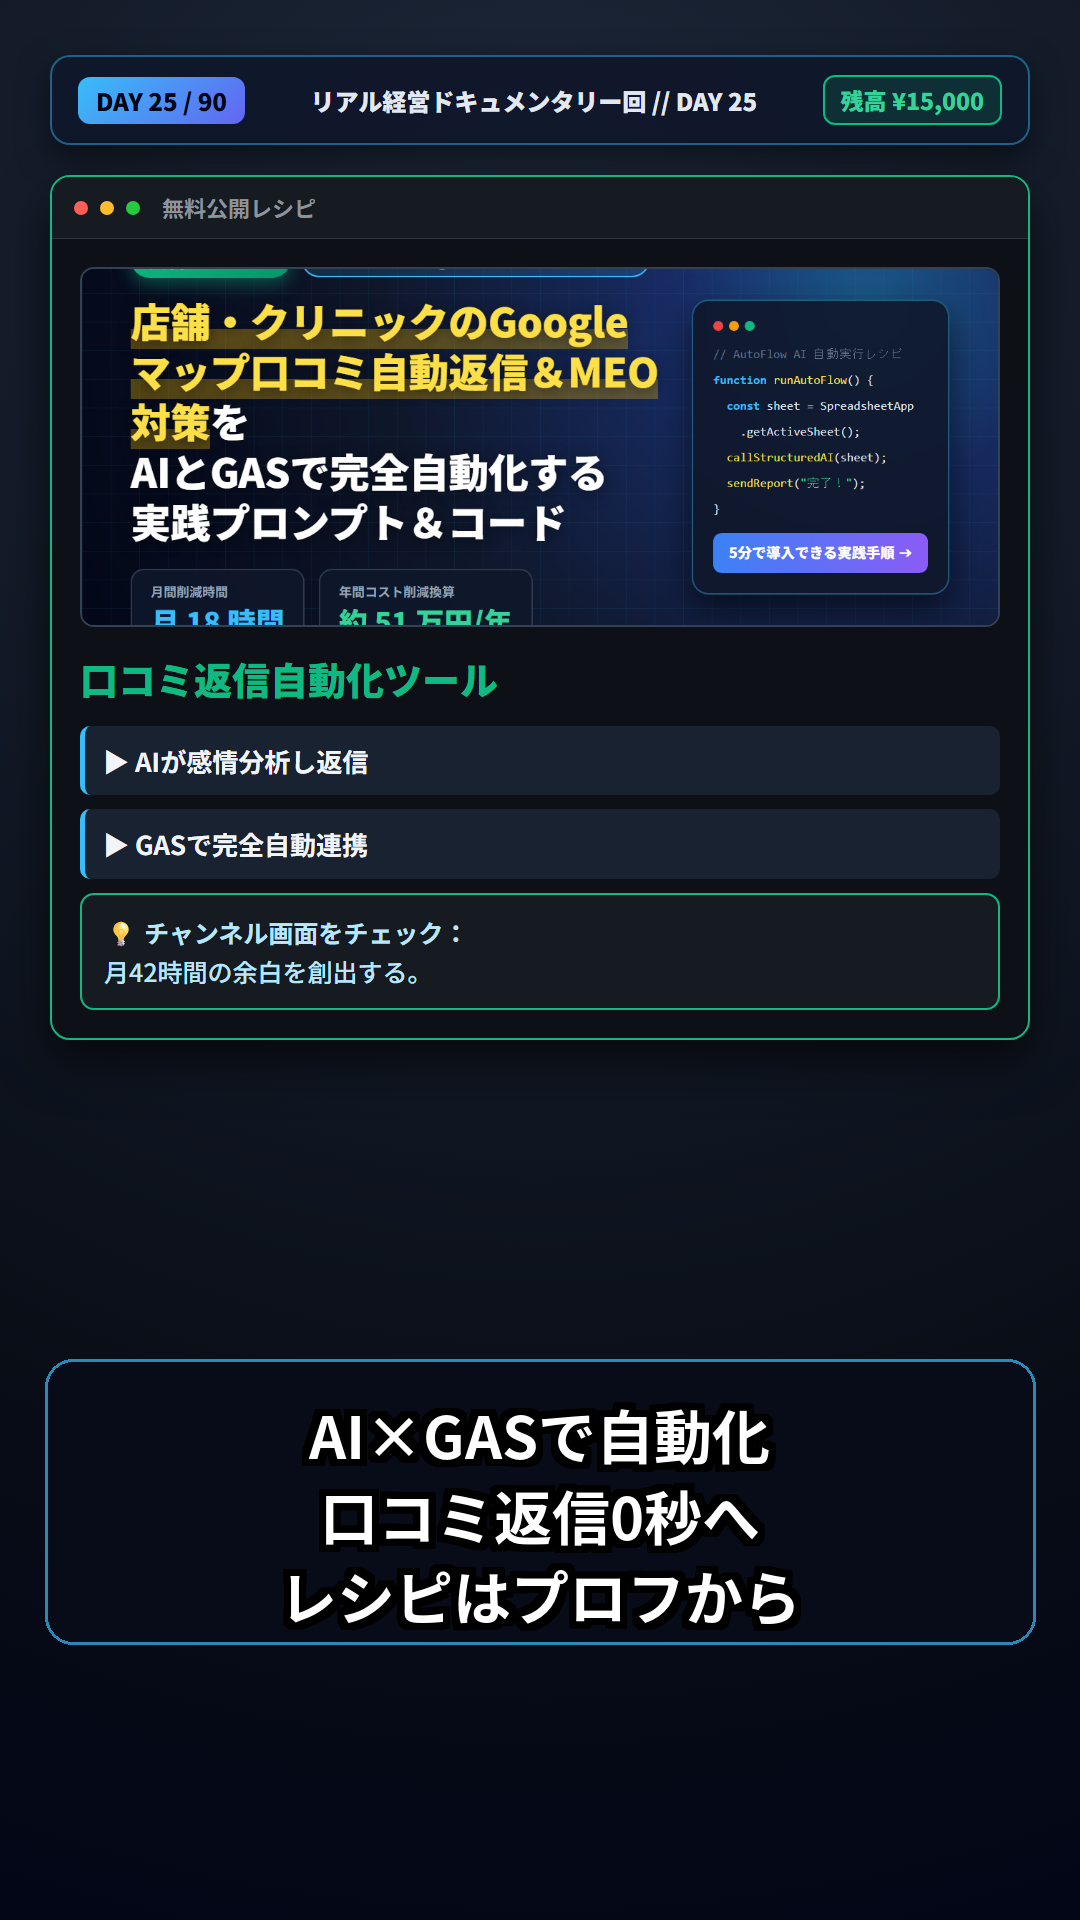 DAY 25 / 90
リアル経営ドキュメンタリー回 // DAY 25
残高 ¥15,000
無料公開レシピ
店舗・クリニックのGoogle
マップ口コミ自動返信＆MEO
対策を
AIとGASで完全自動化する
実践プロンプト＆コード
月間削減時間
月 18 時間
年間コスト削減換算
約 51 万円/年
// AutoFlow AI 自動実行レシピ
function runAutoFlow() {
const sheet = SpreadsheetApp
.getActiveSheet();
callStructuredAI(sheet);
sendReport("完了！");
}
5分で導入できる実践手順 →
口コミ返信自動化ツール
▶ AIが感情分析し返信
▶ GASで完全自動連携
💡 チャンネル画面をチェック：
月42時間の余白を創出する。
AI×GASで自動化
口コミ返信0秒へ
レシピはプロフから